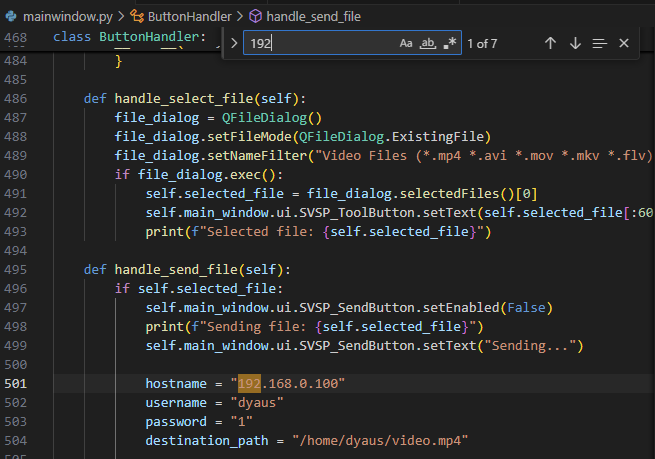 mainwindow.py > ButtonHandler > handle_send_file
468 class ButtonHandler:
192 Aa ab .* 1 of 7
484 }
485
486 def handle_select_file(self):
487 file_dialog = QFileDialog()
488 file_dialog.setFileMode(QFileDialog.ExistingFile)
489 file_dialog.setNameFilter("Video Files (*.mp4 *.avi *.mov *.mkv *.flv)
490 if file_dialog.exec():
491 self.selected_file = file_dialog.selectedFiles()[0]
492 self.main_window.ui.SVSP_ToolButton.setText(self.selected_file[:60
493 print(f"Selected file: {self.selected_file}")
494
495 def handle_send_file(self):
496 if self.selected_file:
497 self.main_window.ui.SVSP_SendButton.setEnabled(False)
498 print(f"Sending file: {self.selected_file}")
499 self.main_window.ui.SVSP_SendButton.setText("Sending...")
500
501 hostname = "192.168.0.100"
502 username = "dyaus"
503 password = "1"
504 destination_path = "/home/dyaus/video.mp4"